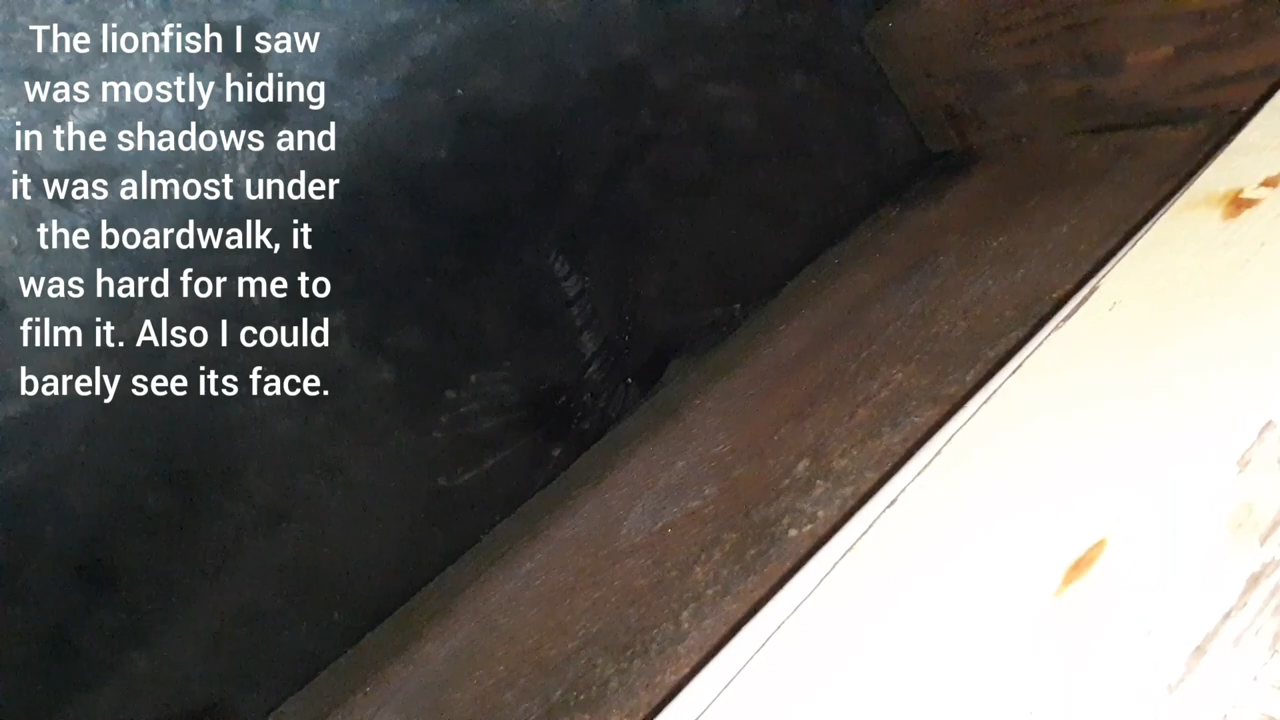 The lionfish I saw
was mostly hiding
in the shadows and
it was almost under
the boardwalk, it
was hard for me to
film it. Also I could
barely see its face.